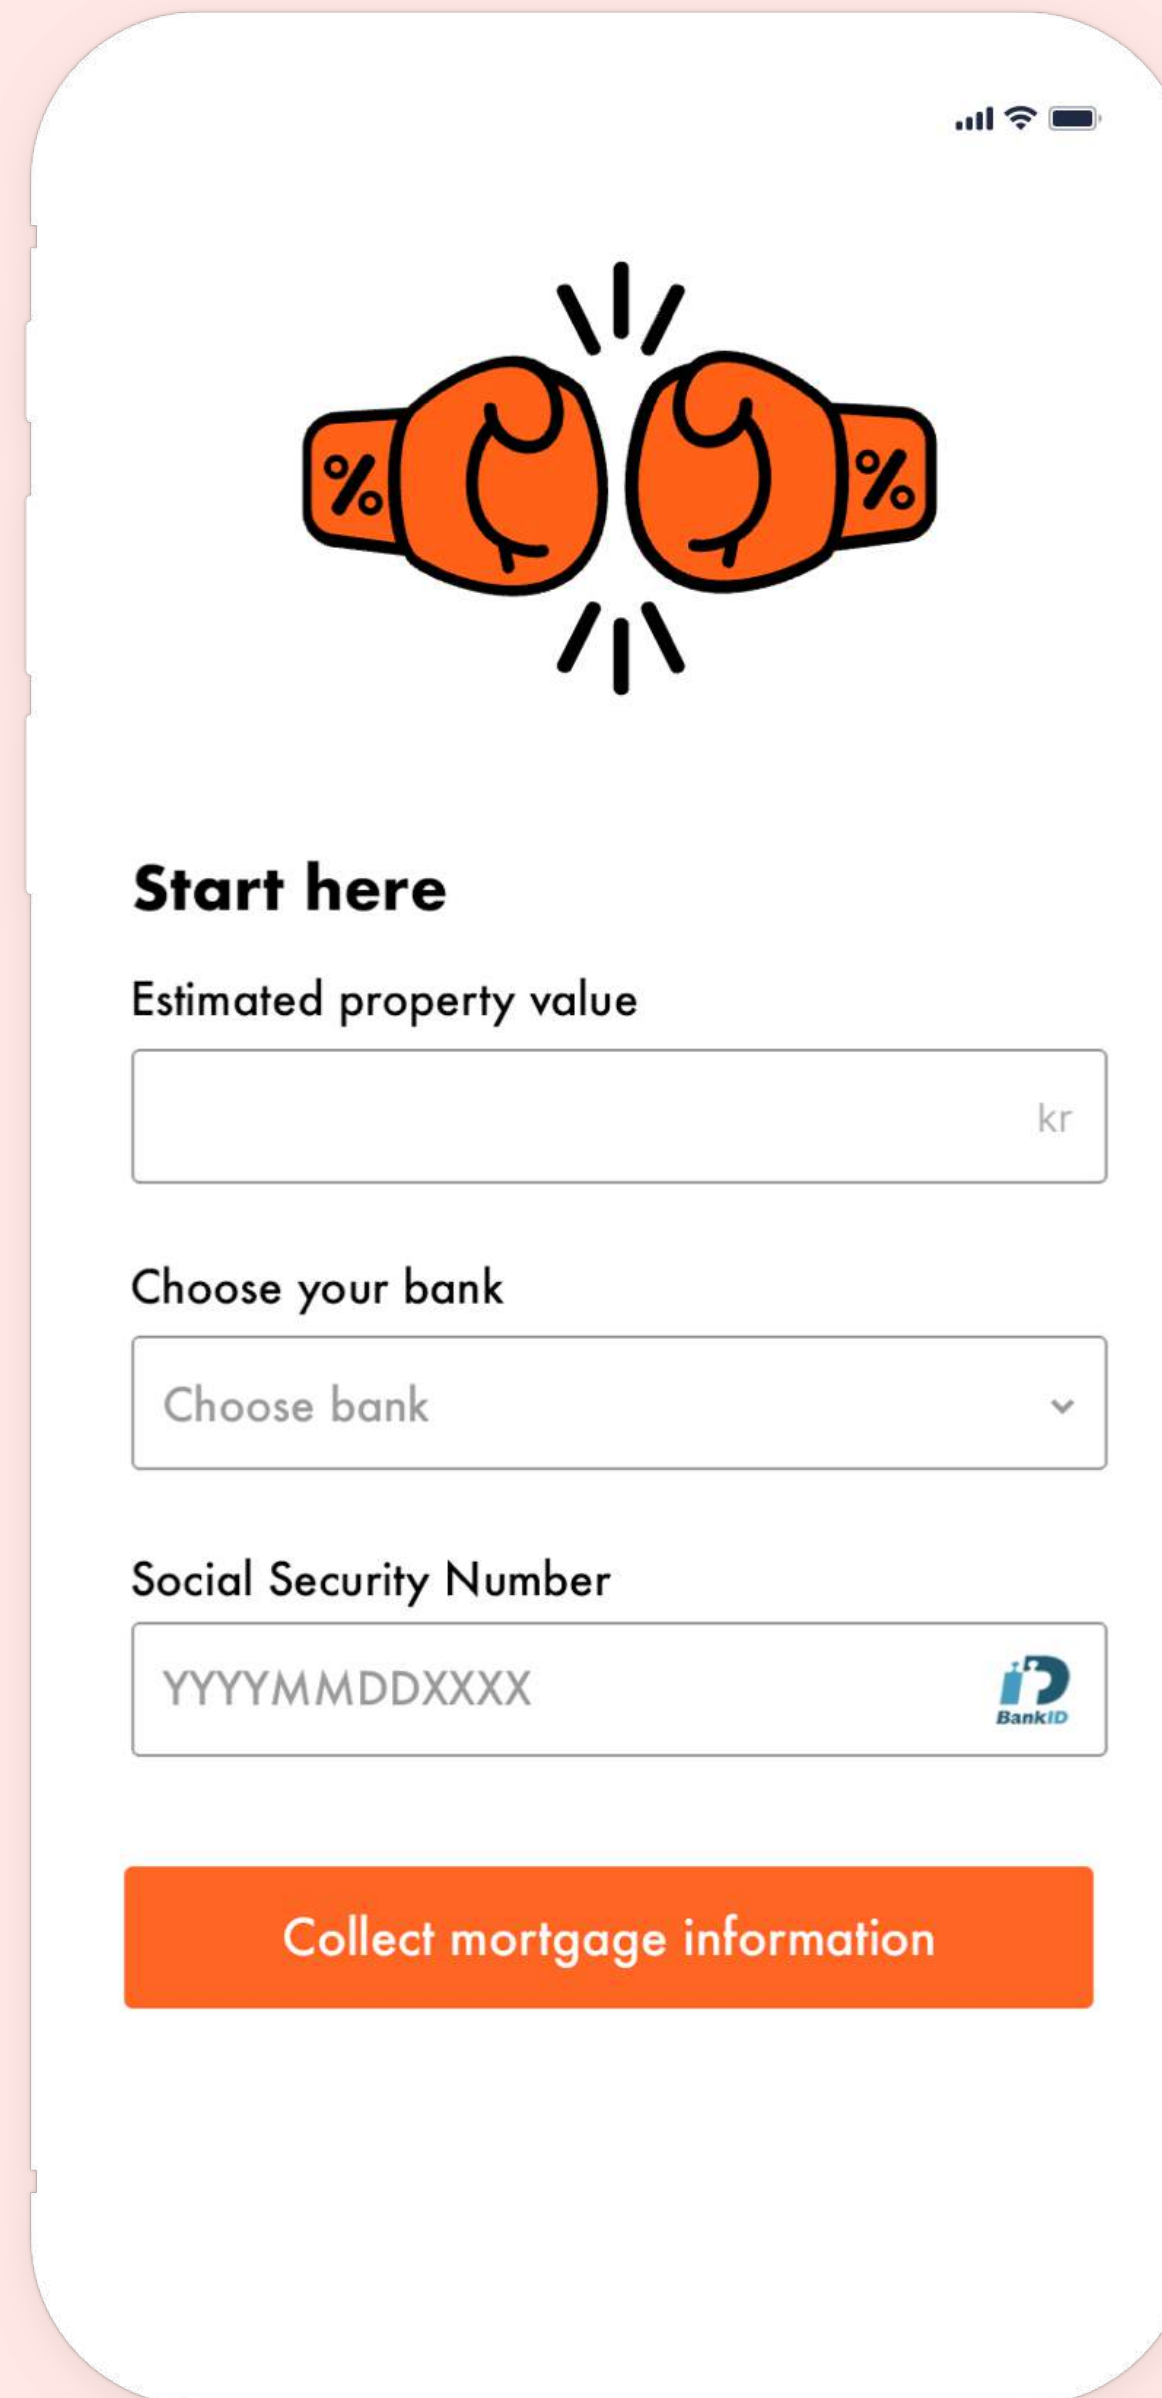 % %
Start here
Estimated property value
kr
Choose your bank
Choose bank
Social Security Number
YYYYMMDDXXXX
BankID
Collect mortgage information